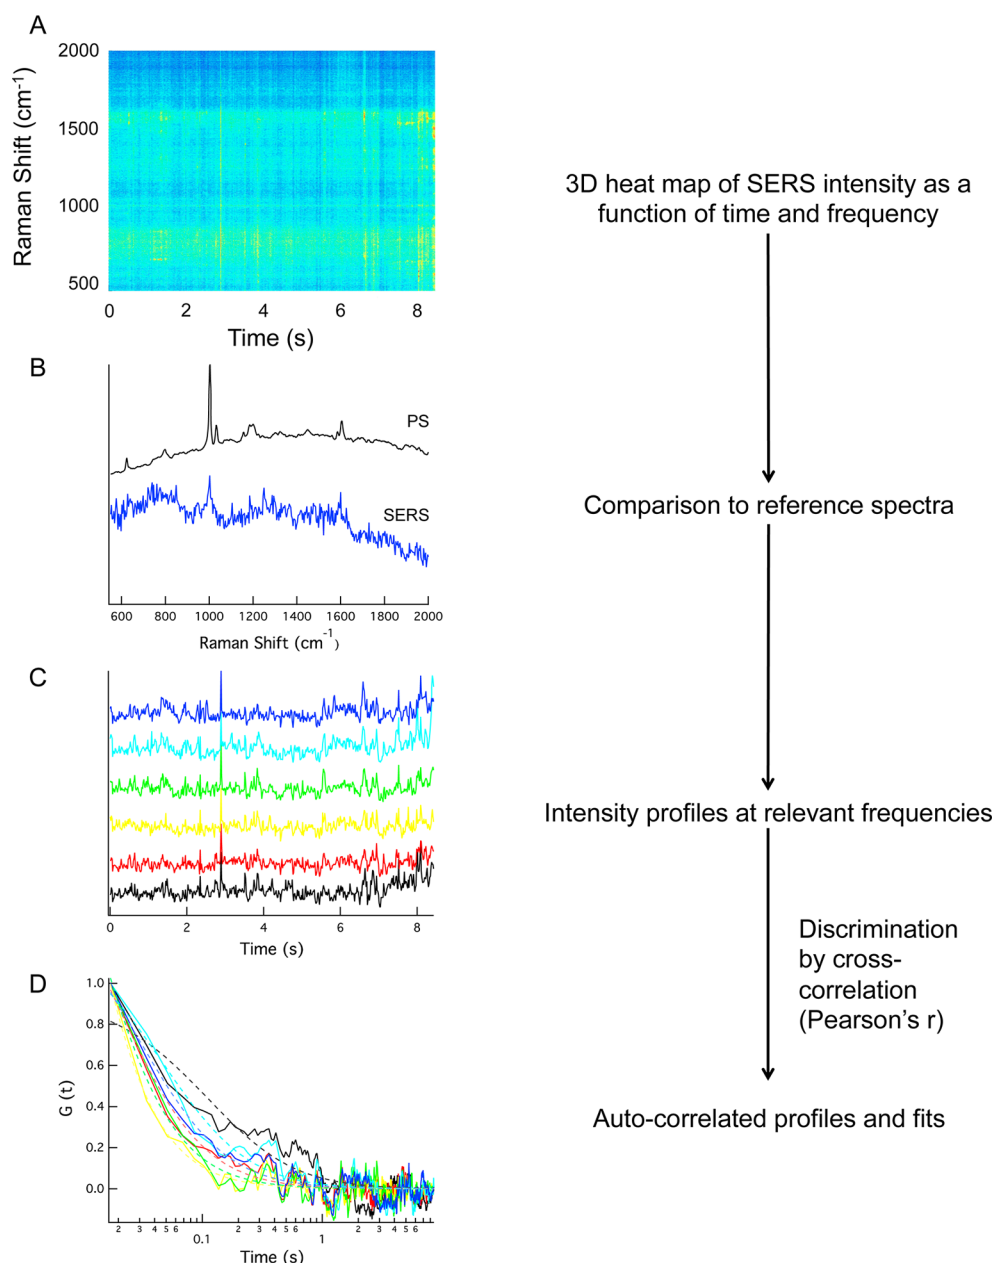 A
Raman Shift (cm-1)
2000
1500
1000
500
0 2 4 6 8
Time (s)
3D heat map of SERS intensity as a
function of time and frequency
B
PS
SERS
600 800 1000 1200 1400 1600 1800 2000
Raman Shift (cm-1)
Comparison to reference spectra
C
0 2 4 6 8
Time (s)
Intensity profiles at relevant frequencies
Discrimination
by cross-
correlation
(Pearson's r)
D
G (t)
1.0
0.8
0.6
0.4
0.2
0.0
2 3 4 5 6 0.1 2 3 4 5 6 1 2 3 4 5 6
Time (s)
Auto-correlated profiles and fits